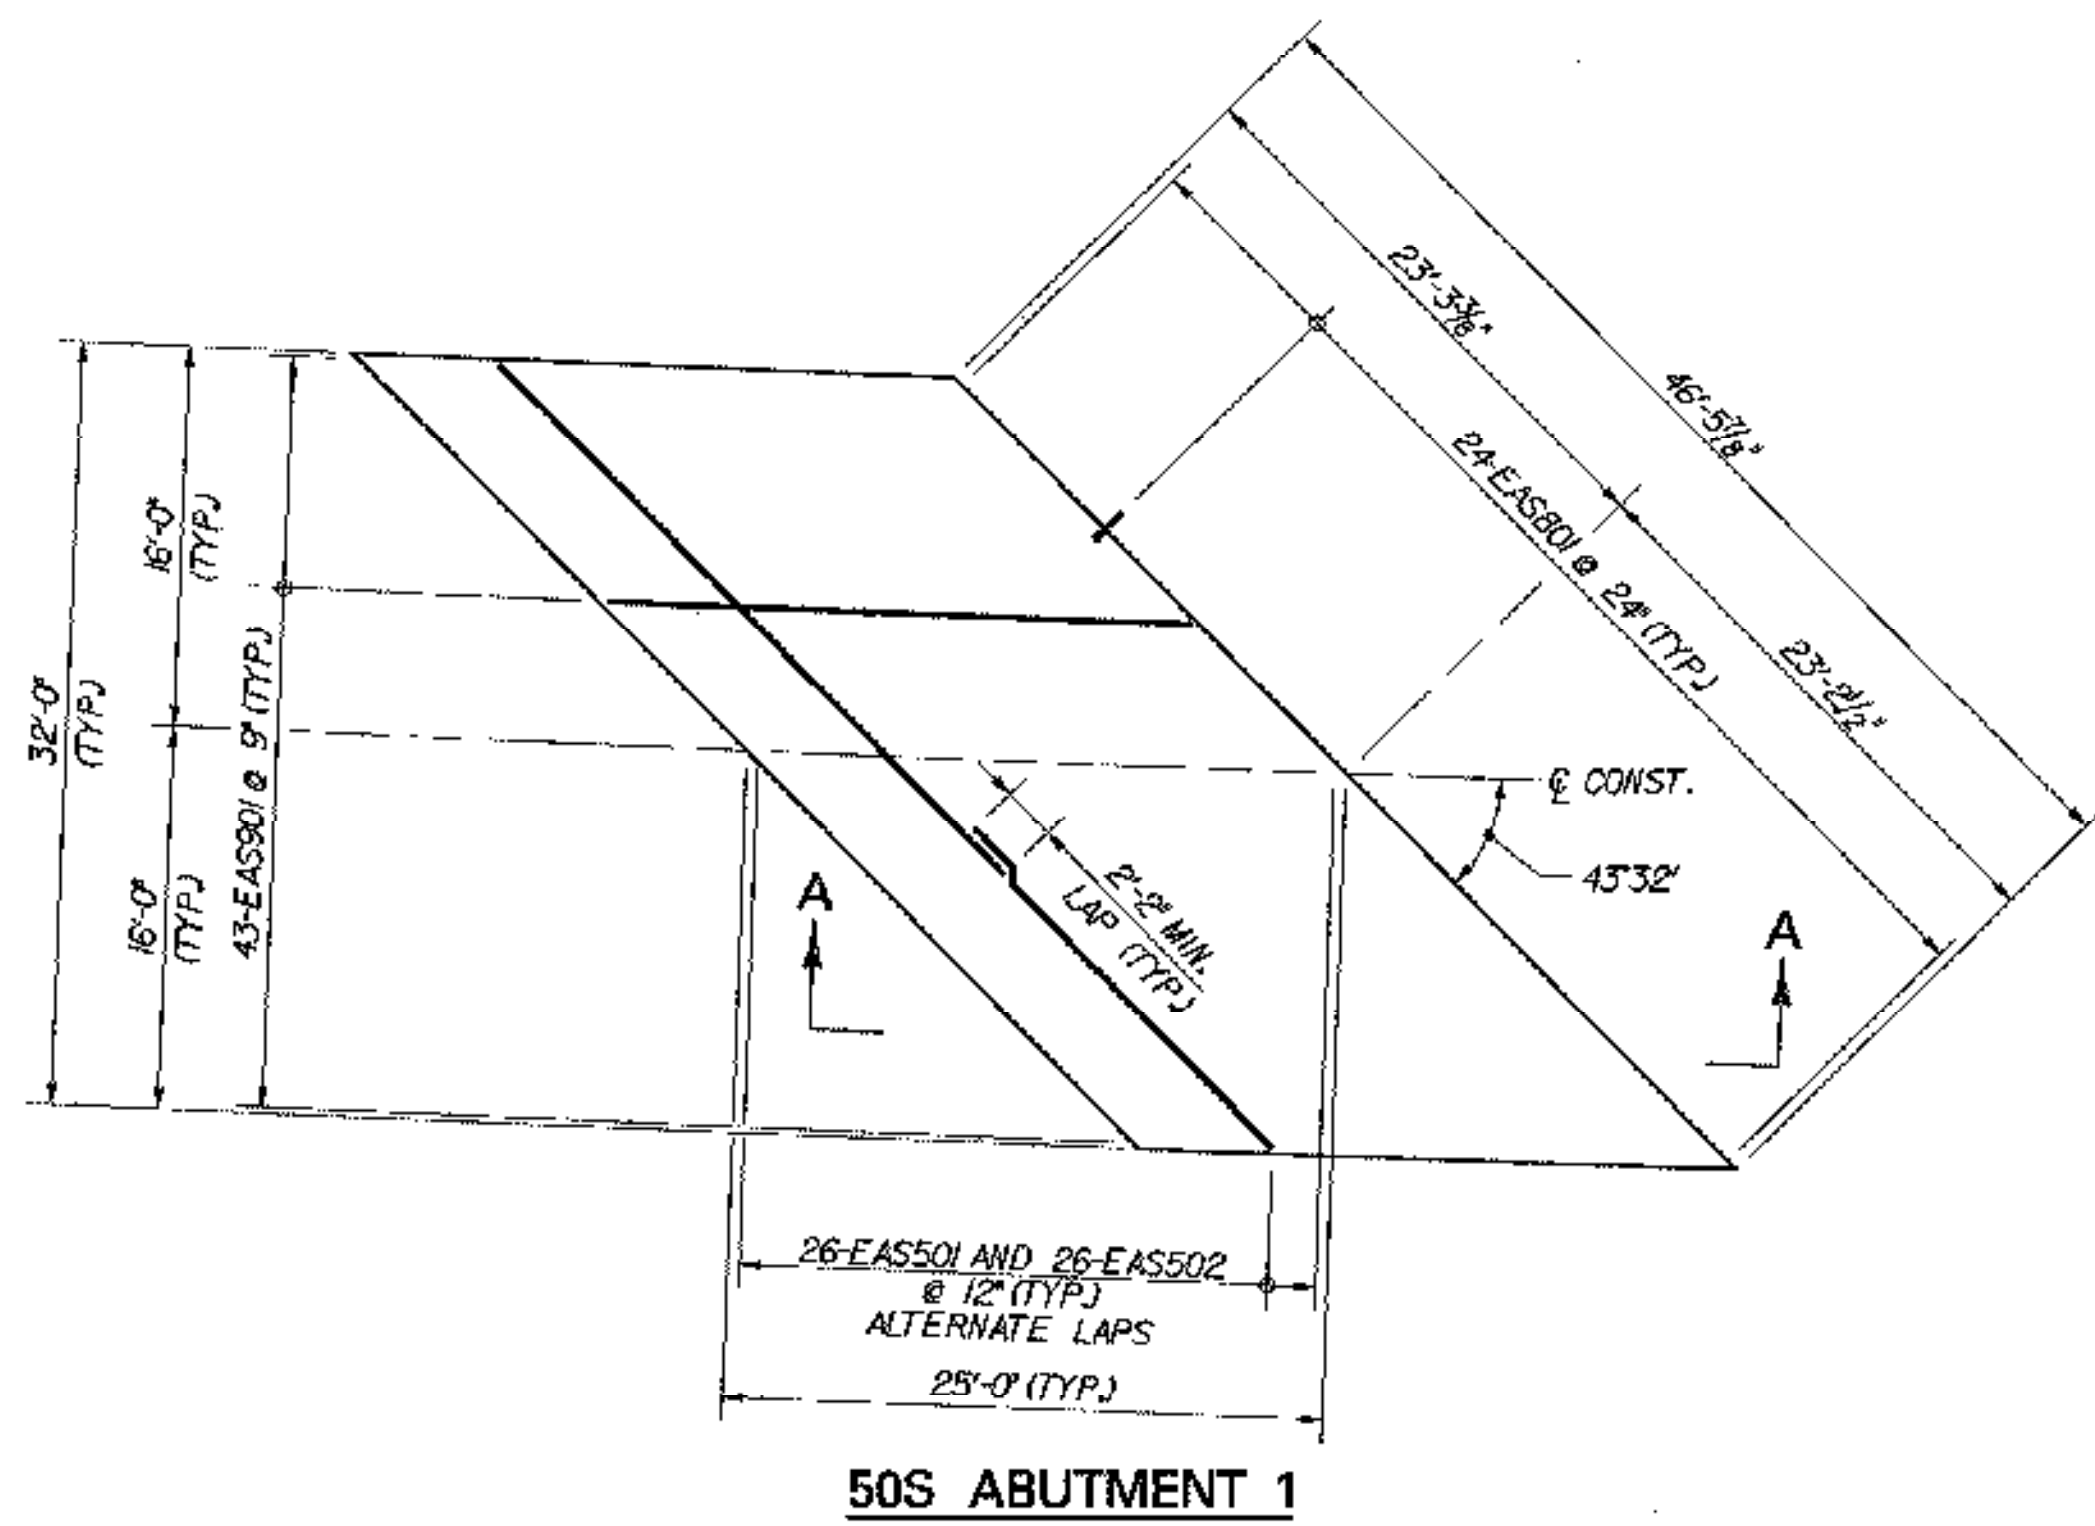 23'-3⅜"
46'-5⅞"
24-EAS801 @ 24" (TYP.)
23'-2½"
16'-0"
(TYP.)
32'-0"
(TYP.)
43-EAS901 @ 9" (TYP.)
16'-0"
(TYP.)
℄ CONST.
43°32'
2'-2" MIN.
LAP (TYP.)
A
A
26-EAS501 AND 26-EAS502
@ 12" (TYP.)
ALTERNATE LAPS
25'-0" (TYP.)
50S ABUTMENT 1